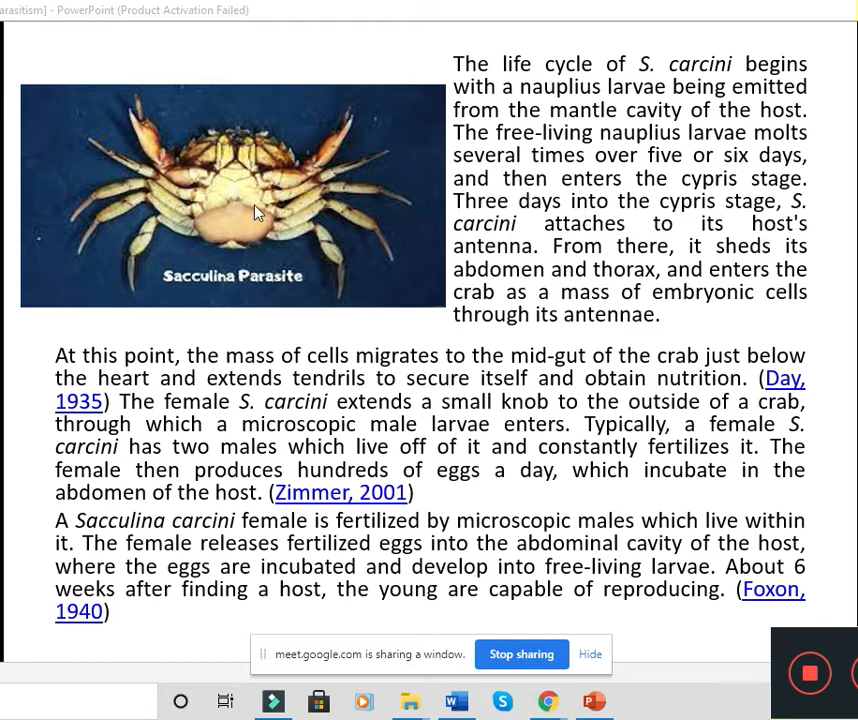 arasitism] - PowerPoint (Product Activation Failed)
The life cycle of S. carcini begins
with a nauplius larvae being emitted
from the mantle cavity of the host.
The free-living nauplius larvae molts
several times over five or six days,
and then enters the cypris stage.
Three days into the cypris stage, S.
carcini attaches to its host's
antenna. From there, it sheds its
abdomen and thorax, and enters the
crab as a mass of embryonic cells
through its antennae.
Sacculina Parasite
At this point, the mass of cells migrates to the mid-gut of the crab just below
the heart and extends tendrils to secure itself and obtain nutrition. (Day,
1935) The female S. carcini extends a small knob to the outside of a crab,
through which a microscopic male larvae enters. Typically, a female S.
carcini has two males which live off of it and constantly fertilizes it. The
female then produces hundreds of eggs a day, which incubate in the
abdomen of the host. (Zimmer, 2001)
A Sacculina carcini female is fertilized by microscopic males which live within
it. The female releases fertilized eggs into the abdominal cavity of the host,
where the eggs are incubated and develop into free-living larvae. About 6
weeks after finding a host, the young are capable of reproducing. (Foxon,
1940)
meet.google.com is sharing a window.
Stop sharing
Hide